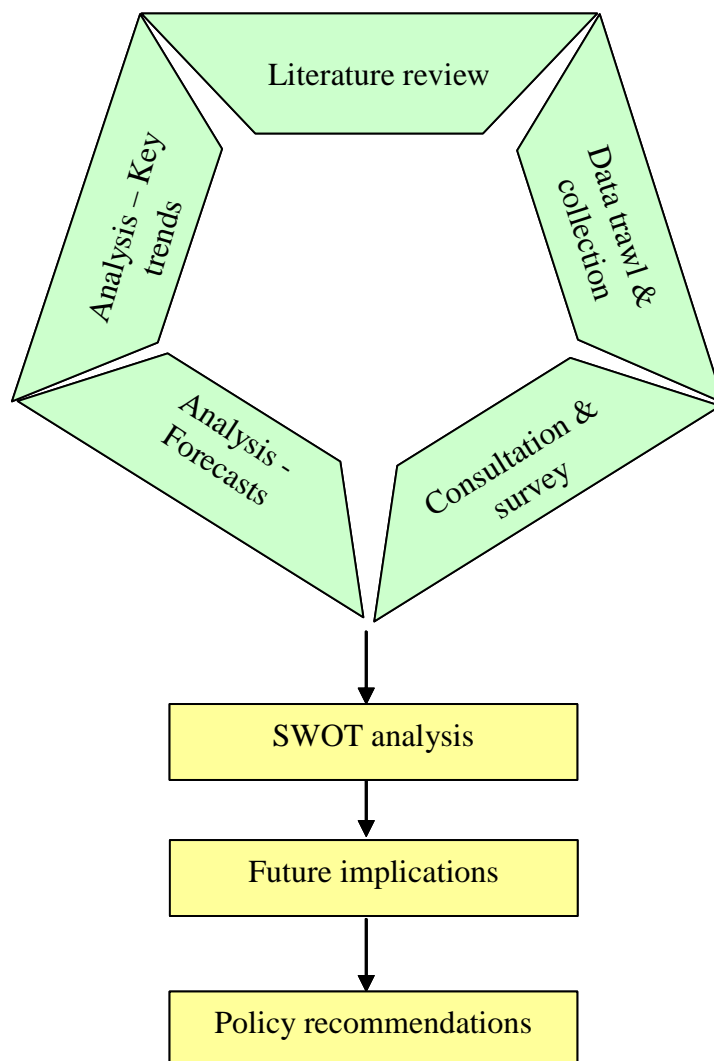 Literature review
Data trawl &
collection
Consultation &
survey
Analysis -
Forecasts
Analysis – Key
trends
SWOT analysis
Future implications
Policy recommendations